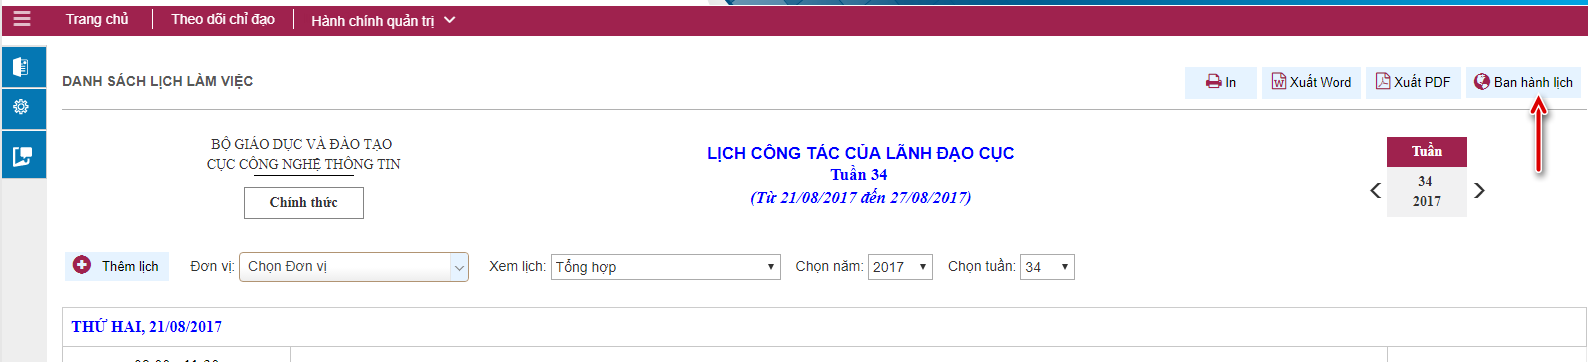 Trang chủ
Theo dõi chỉ đạo
Hành chính quản trị
DANH SÁCH LỊCH LÀM VIỆC
In
Xuất Word
Xuất PDF
Ban hành lịch
BỘ GIÁO DỤC VÀ ĐÀO TẠO
CỤC CÔNG NGHỆ THÔNG TIN
Chính thức
LỊCH CÔNG TÁC CỦA LÃNH ĐẠO CỤC
Tuần 34
(Từ 21/08/2017 đến 27/08/2017)
Tuần
34
2017
Thêm lịch
Đơn vị: Chọn Đơn vị
Xem lịch: Tổng hợp
Chọn năm: 2017
Chọn tuần: 34
THỨ HAI, 21/08/2017